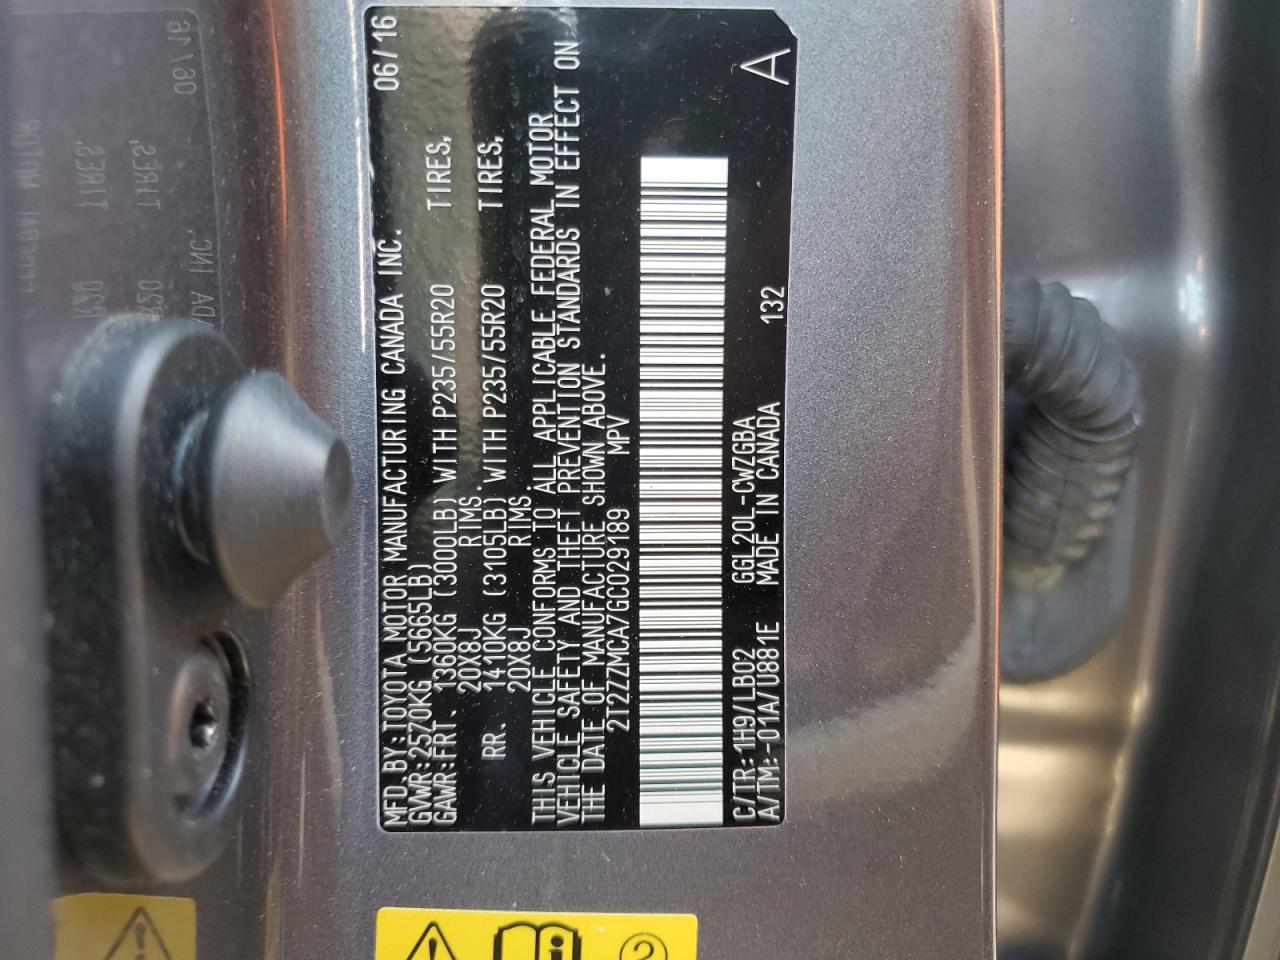 MFD.BY:TOYOTA MOTOR MANUFACTURING CANADA INC. 06/16
GVWR:2570KG (5665LB)
GAWR:FRT. 1360KG (3000LB) WITH P235/55R20 TIRES,
20X8J RIMS.
RR. 1410KG (3105LB) WITH P235/55R20 TIRES,
20X8J RIMS.
THIS VEHICLE CONFORMS TO ALL APPLICABLE FEDERAL MOTOR
VEHICLE SAFETY AND THEFT PREVENTION STANDARDS IN EFFECT ON
THE DATE OF MANUFACTURE SHOWN ABOVE.
2T2ZZMCA7GC029189 MPV
C/TR:1H9/LB02 GGL20L-CWZGBA
A/TM:-01A/U881E MADE IN CANADA 132
A